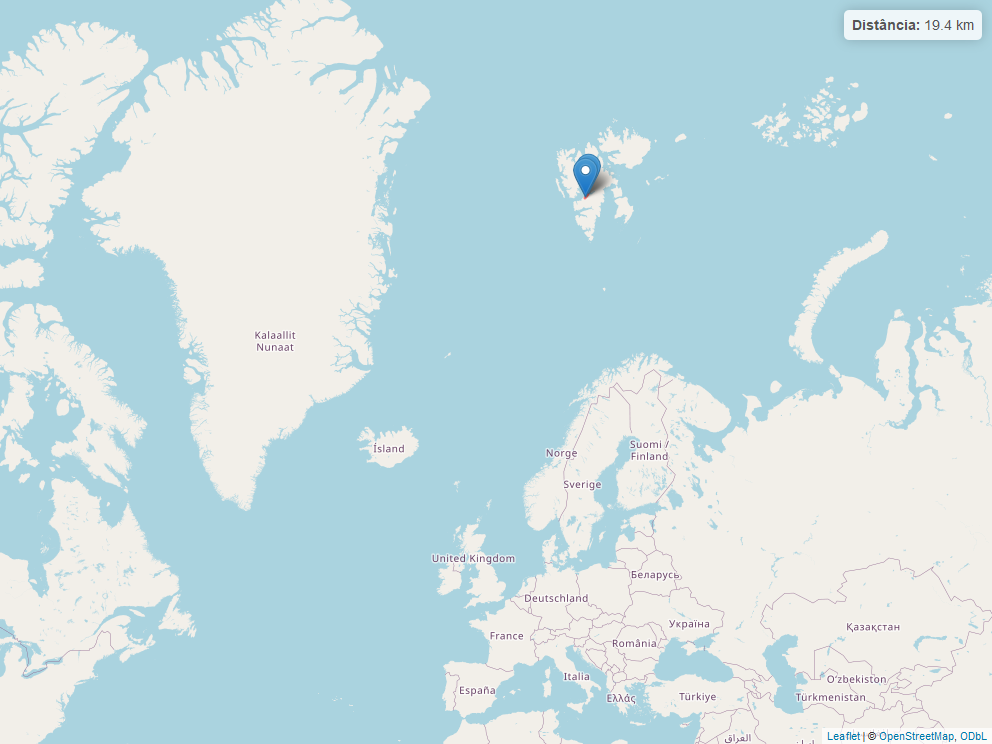 Distância: 19.4 km
Kalaallit
Nunaat
Ísland
Norge
Suomi /
Finland
Sverige
United Kingdom
Беларусь
Deutschland
Україна
Қазақстан
France
România
Italia
España
Ελλάς
Türkiye
Oʻzbekiston
Türkmenistan
العراق
Leaflet | © OpenStreetMap, ODbL